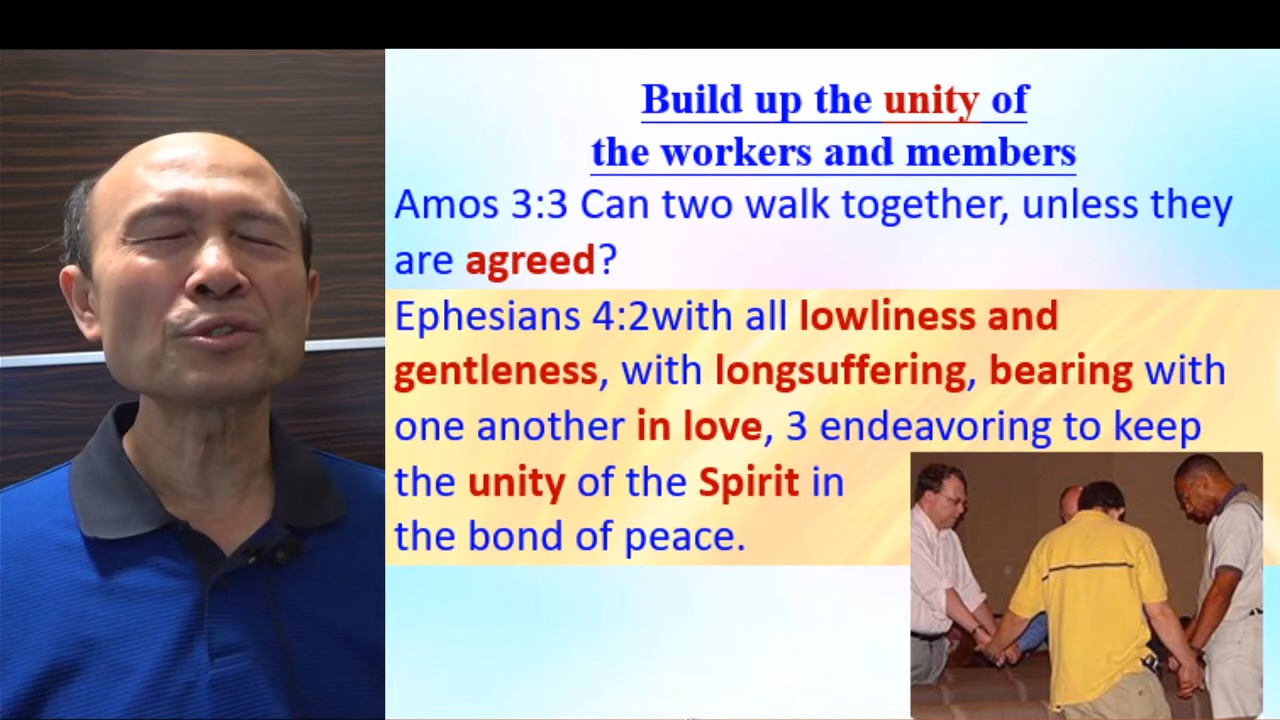 Build up the unity of
the workers and members
Amos 3:3 Can two walk together, unless they
are agreed?
Ephesians 4:2with all lowliness and
gentleness, with longsuffering, bearing with
one another in love, 3 endeavoring to keep
the unity of the Spirit in
the bond of peace.